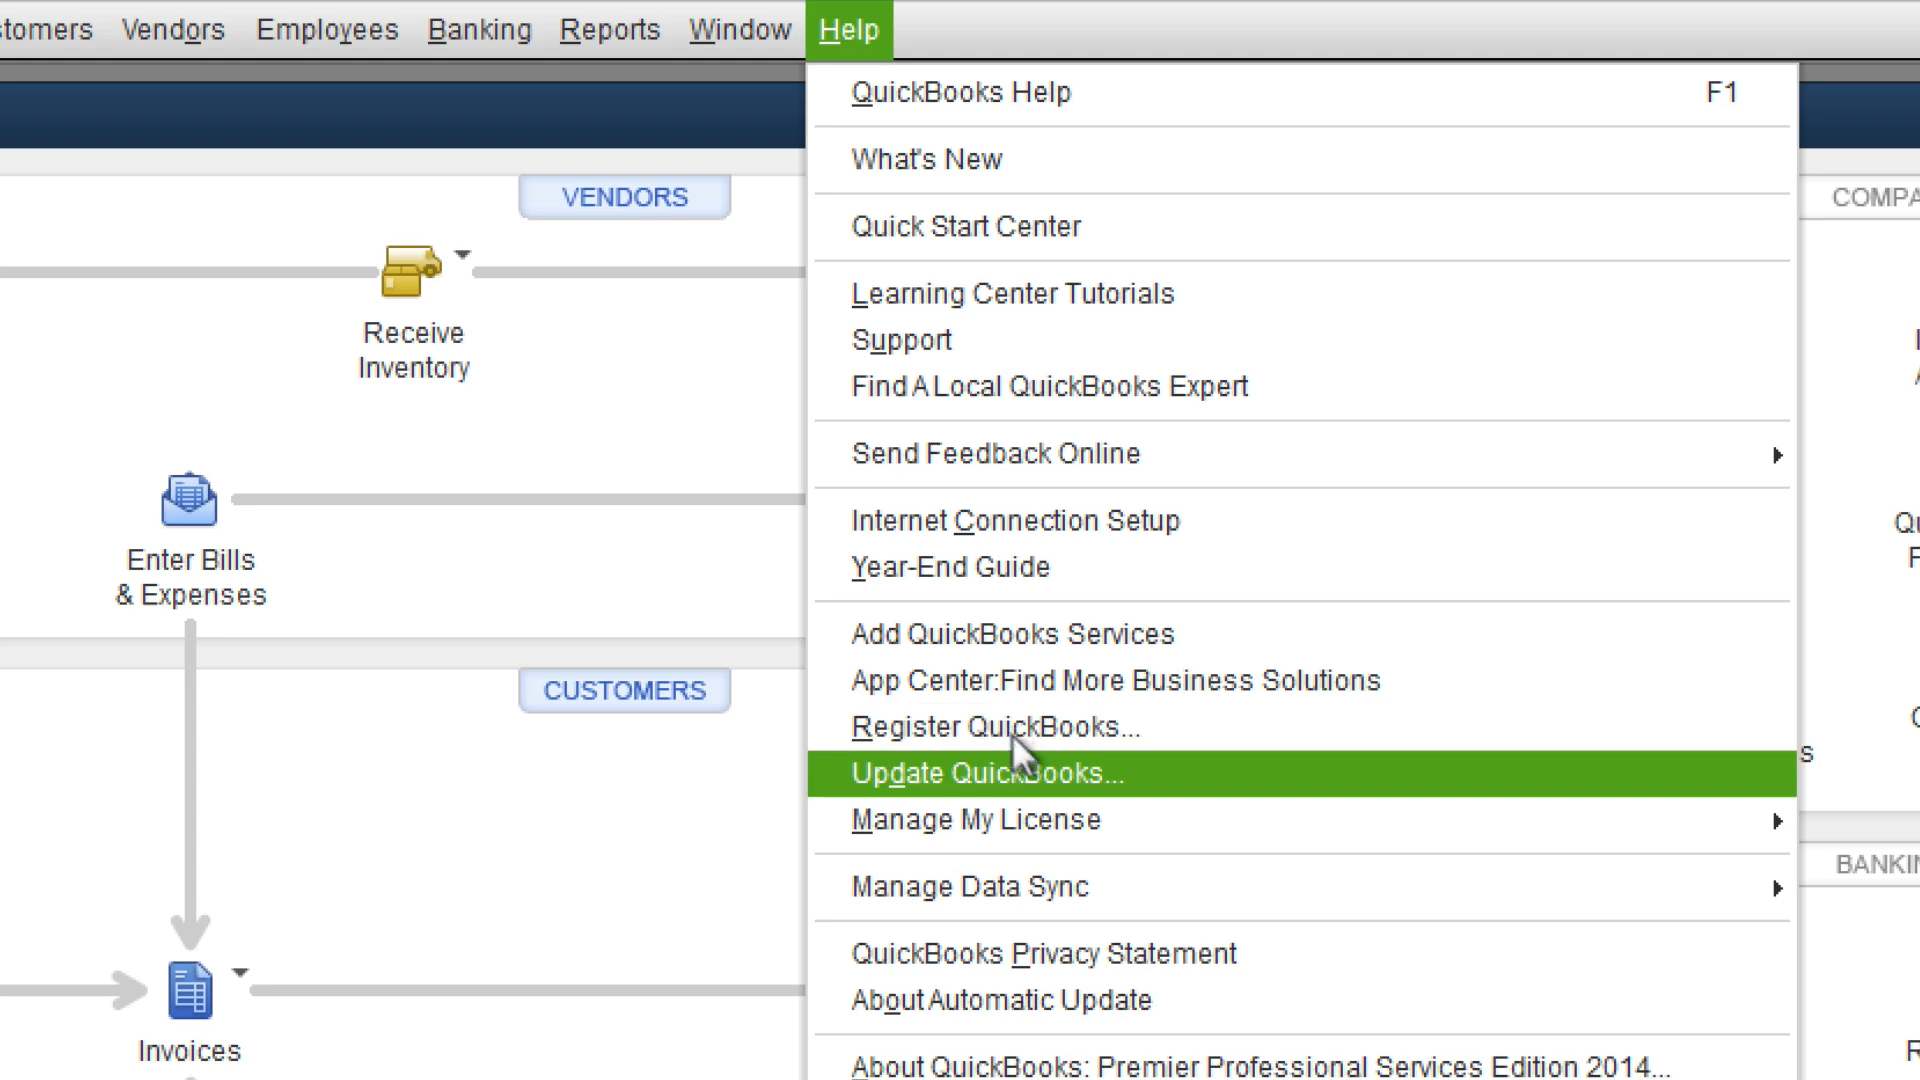 tomers Vendors Employees Banking Reports Window Help
QuickBooks Help F1
What's New
Quick Start Center
Learning Center Tutorials
Support
Find A Local QuickBooks Expert
Send Feedback Online
Internet Connection Setup
Year-End Guide
Add QuickBooks Services
App Center:Find More Business Solutions
Register QuickBooks...
Update QuickBooks...
Manage My License
Manage Data Sync
QuickBooks Privacy Statement
About Automatic Update
About QuickBooks: Premier Professional Services Edition 2014...
VENDORS
Receive
Inventory
Enter Bills
& Expenses
CUSTOMERS
Invoices
COMPA
Qu
s
BANKI